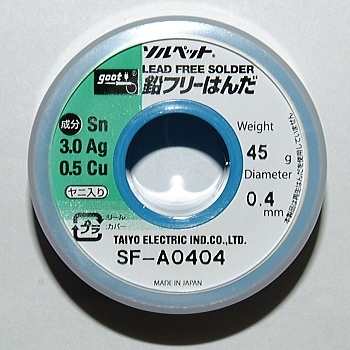 ソルペット
goot
LEAD FREE SOLDER
鉛フリーはんだ
成分 Sn
3.0 Ag
0.5 Cu
ヤニ入り
Weight
45 g
Diameter
0.4 mm
プラ
リール
カバー
TAIYO ELECTRIC IND.CO.,LTD.
SF-A0404
MADE IN JAPAN